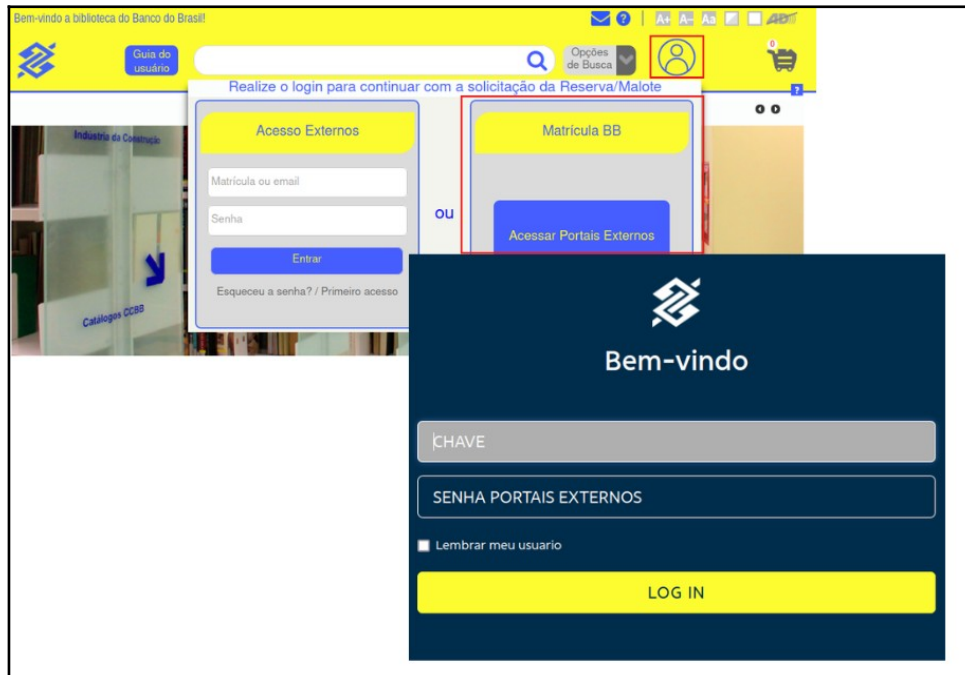 Bem-vindo a biblioteca do Banco do Brasil!
? A+ A- Aa
Guia do
usuário
Opções
de Busca
0
?
Realize o login para continuar com a solicitação da Reserva/Malote
Acesso Externos
Matrícula ou email
Senha
Entrar
Esqueceu a senha? / Primeiro acesso
ou
Matrícula BB
Acessar Portais Externos
Indústria da Construção
Catálogos CCBB
Bem-vindo
CHAVE
SENHA PORTAIS EXTERNOS
Lembrar meu usuario
LOG IN